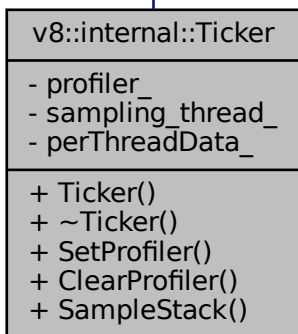 v8::internal::Ticker
- profiler_
- sampling_thread_
- perThreadData_
+ Ticker()
+ ~Ticker()
+ SetProfiler()
+ ClearProfiler()
+ SampleStack()